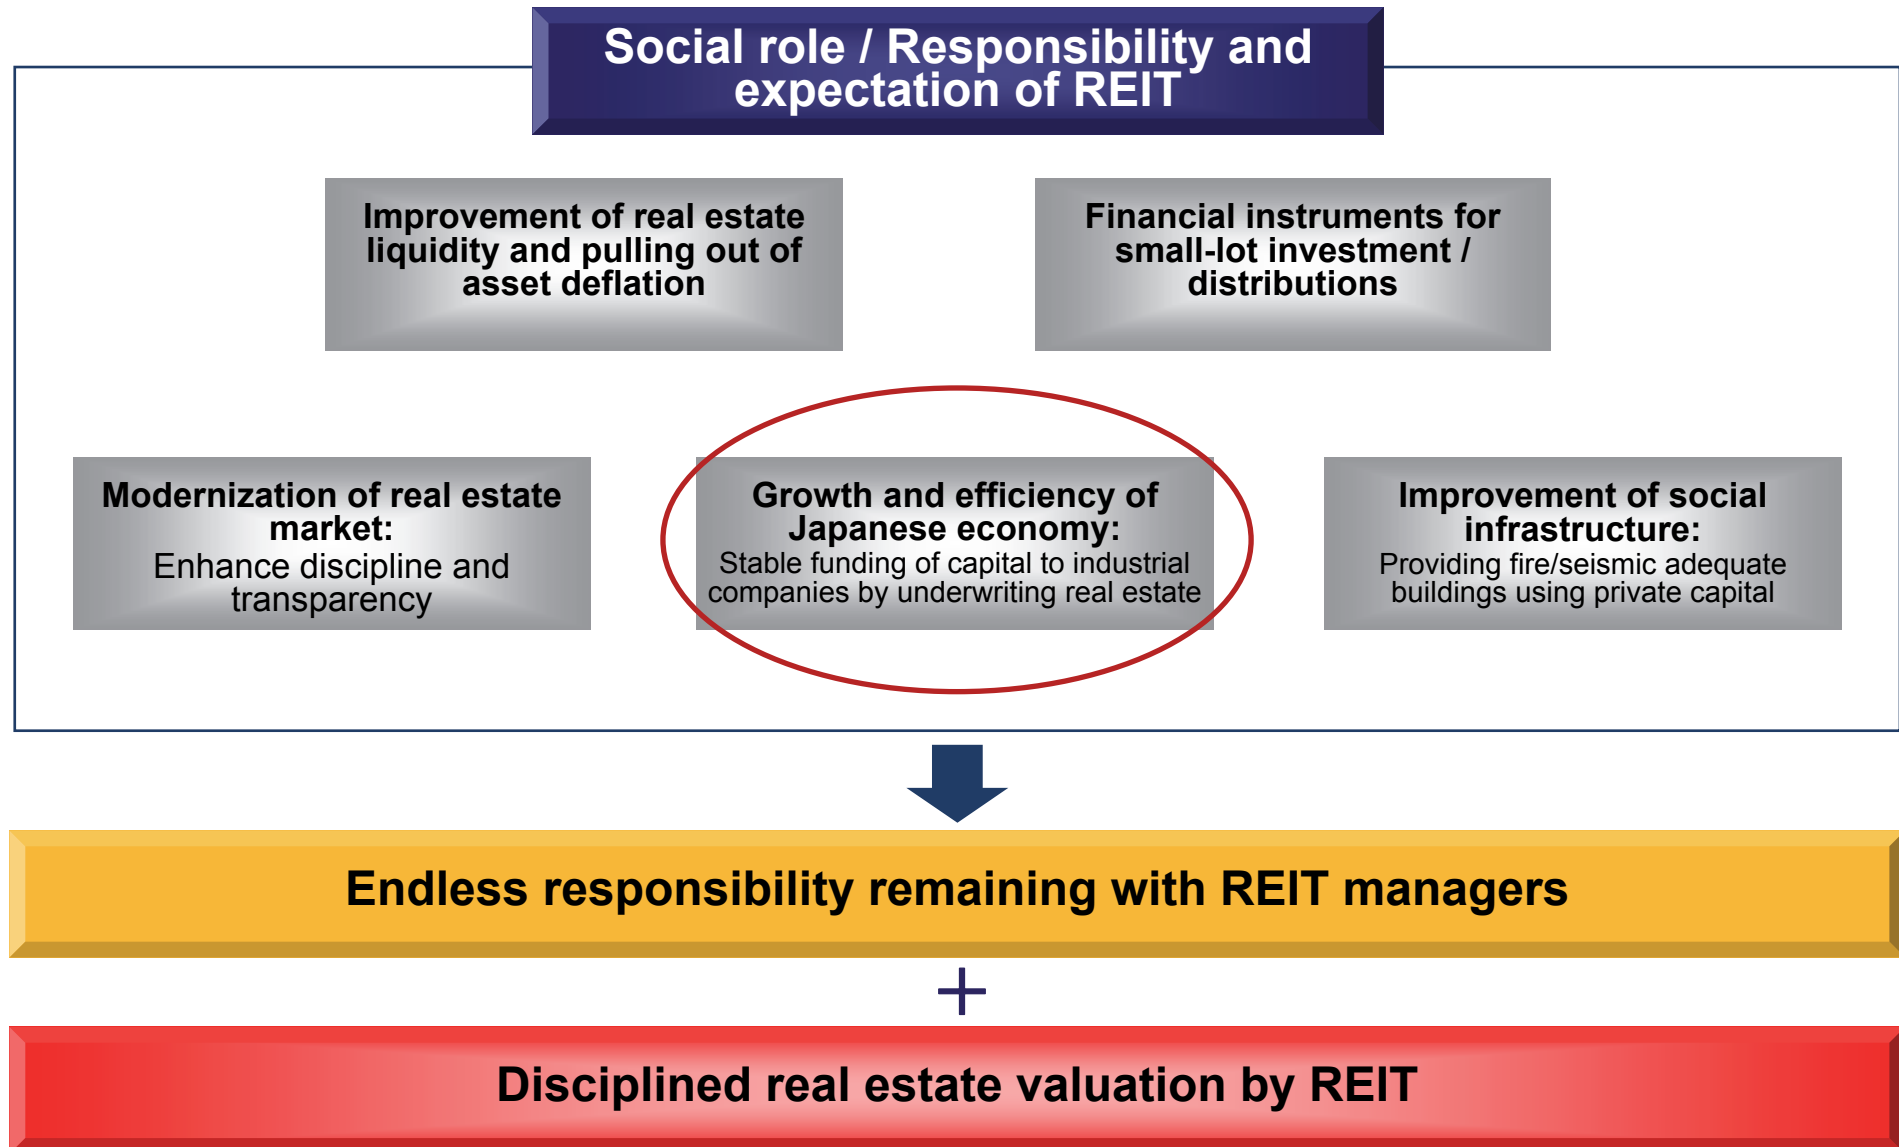 Social role / Responsibility and
expectation of REIT
Improvement of real estate
liquidity and pulling out of
asset deflation
Financial instruments for
small-lot investment /
distributions
Modernization of real estate
market:
Enhance discipline and
transparency
Growth and efficiency of
Japanese economy:
Stable funding of capital to industrial
companies by underwriting real estate
Improvement of social
infrastructure:
Providing fire/seismic adequate
buildings using private capital
Endless responsibility remaining with REIT managers
+
Disciplined real estate valuation by REIT